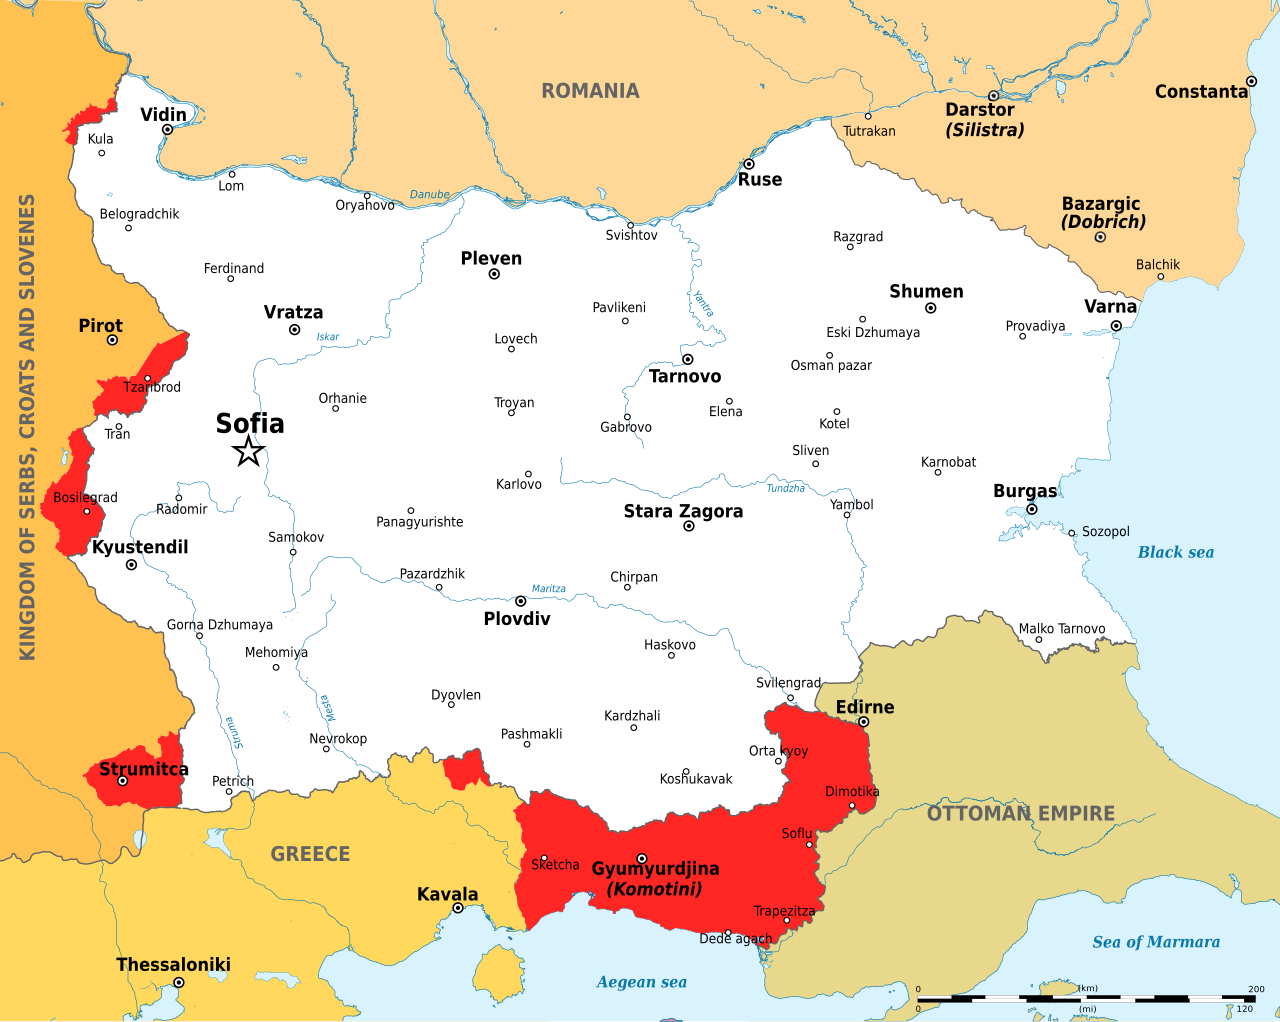 ROMANIA
Constanta
Darstor
(Silistra)
Tutrakan
Vidin
Kula
Lom
Oryahovo
Danube
Ruse
Bazargic
(Dobrich)
Belogradchik
Svishtov
Razgrad
Balchik
Ferdinand
Pleven
Shumen
Varna
Vratza
Pavlikeni
Yantra
Eski Dzhumaya
Provadiya
Pirot
Iskar
Lovech
Osman pazar
Tarnovo
Tzaribrod
Orhanie
Troyan
Elena
Kotel
Gabrovo
Sofia
Tran
Sliven
Karnobat
Karlovo
Tundzha
Burgas
Bosilegrad
Radomir
Panagyurishte
Stara Zagora
Yambol
Sozopol
Samokov
Kyustendil
Black sea
KINGDOM OF SERBS, CROATS AND SLOVENES
Pazardzhik
Chirpan
Maritza
Plovdiv
Gorna Dzhumaya
Malko Tarnovo
Mehomiya
Haskovo
Svilengrad
Dyovlen
Mesta
Edirne
Kardzhali
Struma
Pashmakli
Nevrokop
Orta kyoy
Strumitca
Petrich
Koshukavak
Dimotika
OTTOMAN EMPIRE
Soflu
GREECE
Sketcha
Gyumyurdjina
(Komotini)
Kavala
Trapezitza
Dede agach
Sea of Marmara
Thessaloniki
Aegean sea
0 (km) 200
0 (mi) 120